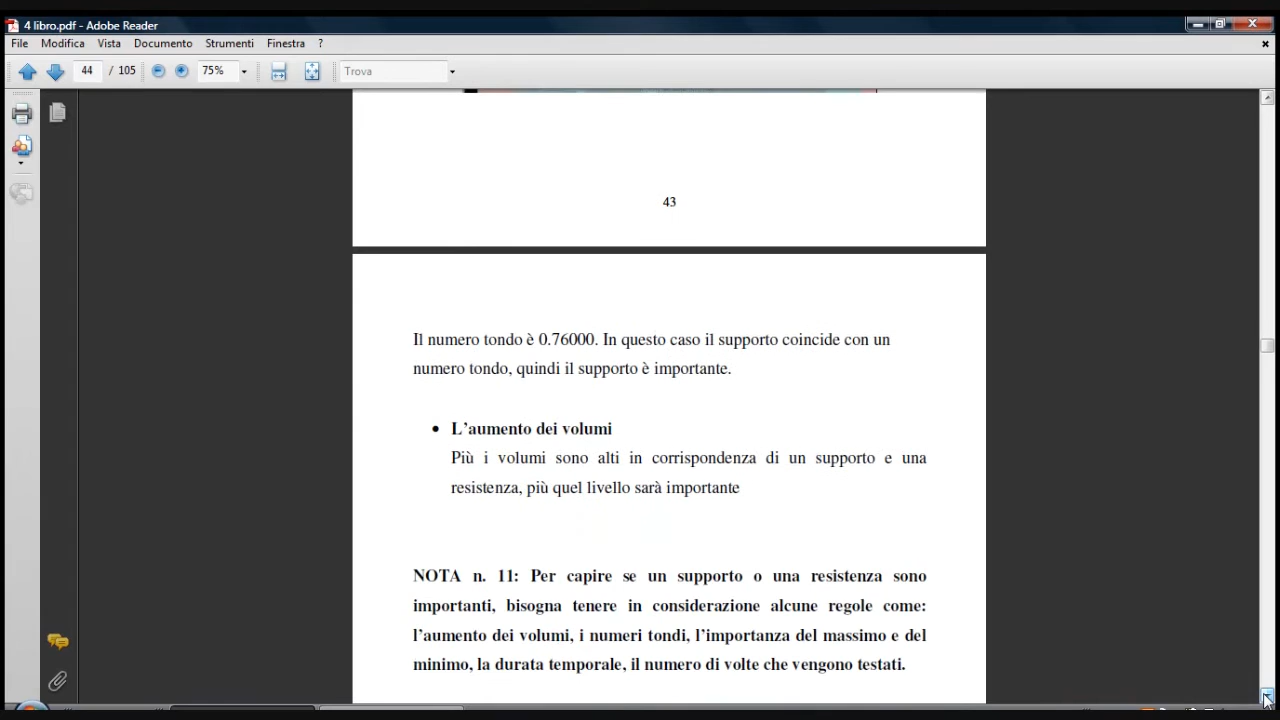 4 libro.pdf - Adobe Reader
File Modifica Vista Documento Strumenti Finestra ?
44 / 105 75% Trova
43
Il numero tondo è 0.76000. In questo caso il supporto coincide con un
numero tondo, quindi il supporto è importante.
• L’aumento dei volumi
Più i volumi sono alti in corrispondenza di un supporto e una
resistenza, più quel livello sarà importante
NOTA n. 11: Per capire se un supporto o una resistenza sono
importanti, bisogna tenere in considerazione alcune regole come:
l’aumento dei volumi, i numeri tondi, l’importanza del massimo e del
minimo, la durata temporale, il numero di volte che vengono testati.